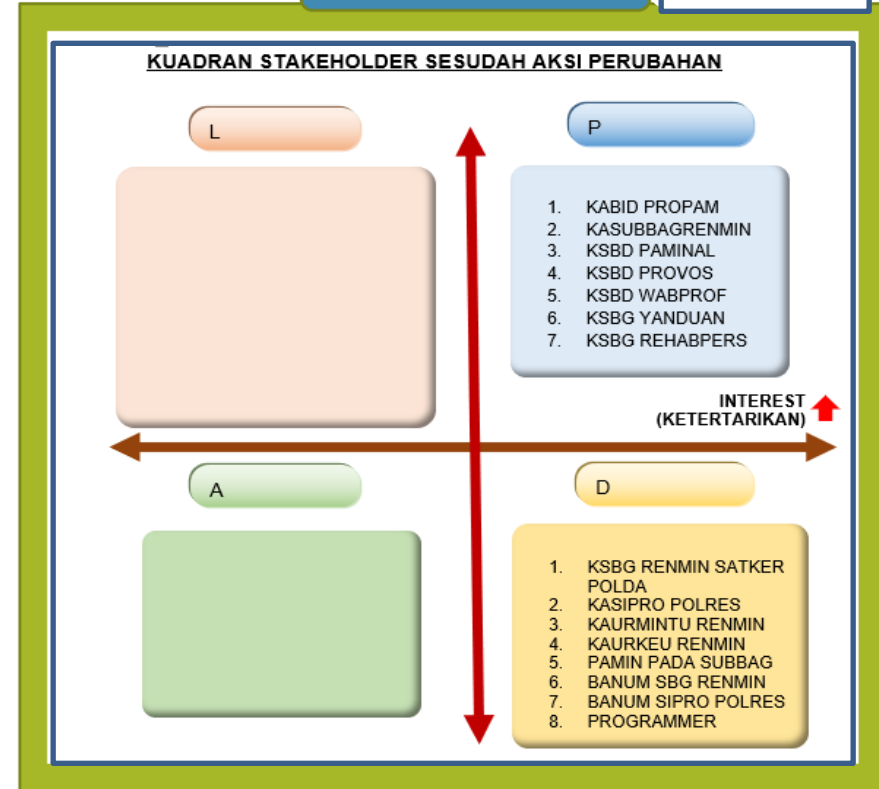 KUADRAN STAKEHOLDER SESUDAH AKSI PERUBAHAN
L
P
1. KABID PROPAM
2. KASUBBAGRENMIN
3. KSBD PAMINAL
4. KSBD PROVOS
5. KSBD WABPROF
6. KSBG YANDUAN
7. KSBG REHABPERS
INTEREST
(KETERTARIKAN)
A
D
1. KSBG RENMIN SATKER
POLDA
2. KASIPRO POLRES
3. KAURMINTU RENMIN
4. KAURKEU RENMIN
5. PAMIN PADA SUBBAG
6. BANUM SBG RENMIN
7. BANUM SIPRO POLRES
8. PROGRAMMER